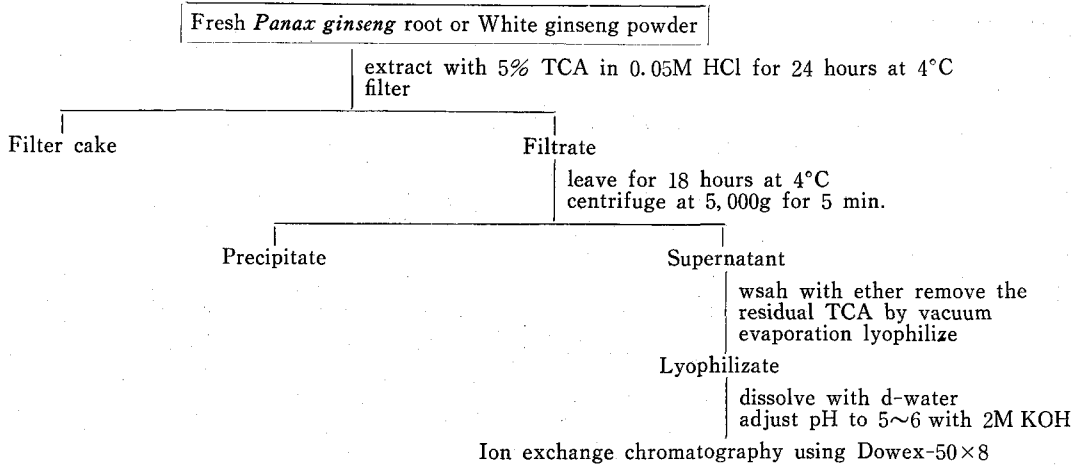 Fresh Panax ginseng root or White ginseng powder
extract with 5% TCA in 0.05M HCl for 24 hours at 4°C
filter
Filter cake
Filtrate
leave for 18 hours at 4°C
centrifuge at 5,000g for 5 min.
Precipitate
Supernatant
wsah with ether remove the
residual TCA by vacuum
evaporation lyophilize
Lyophilizate
dissolve with d-water
adjust pH to 5~6 with 2M KOH
Ion exchange chromatography using Dowex-50×8